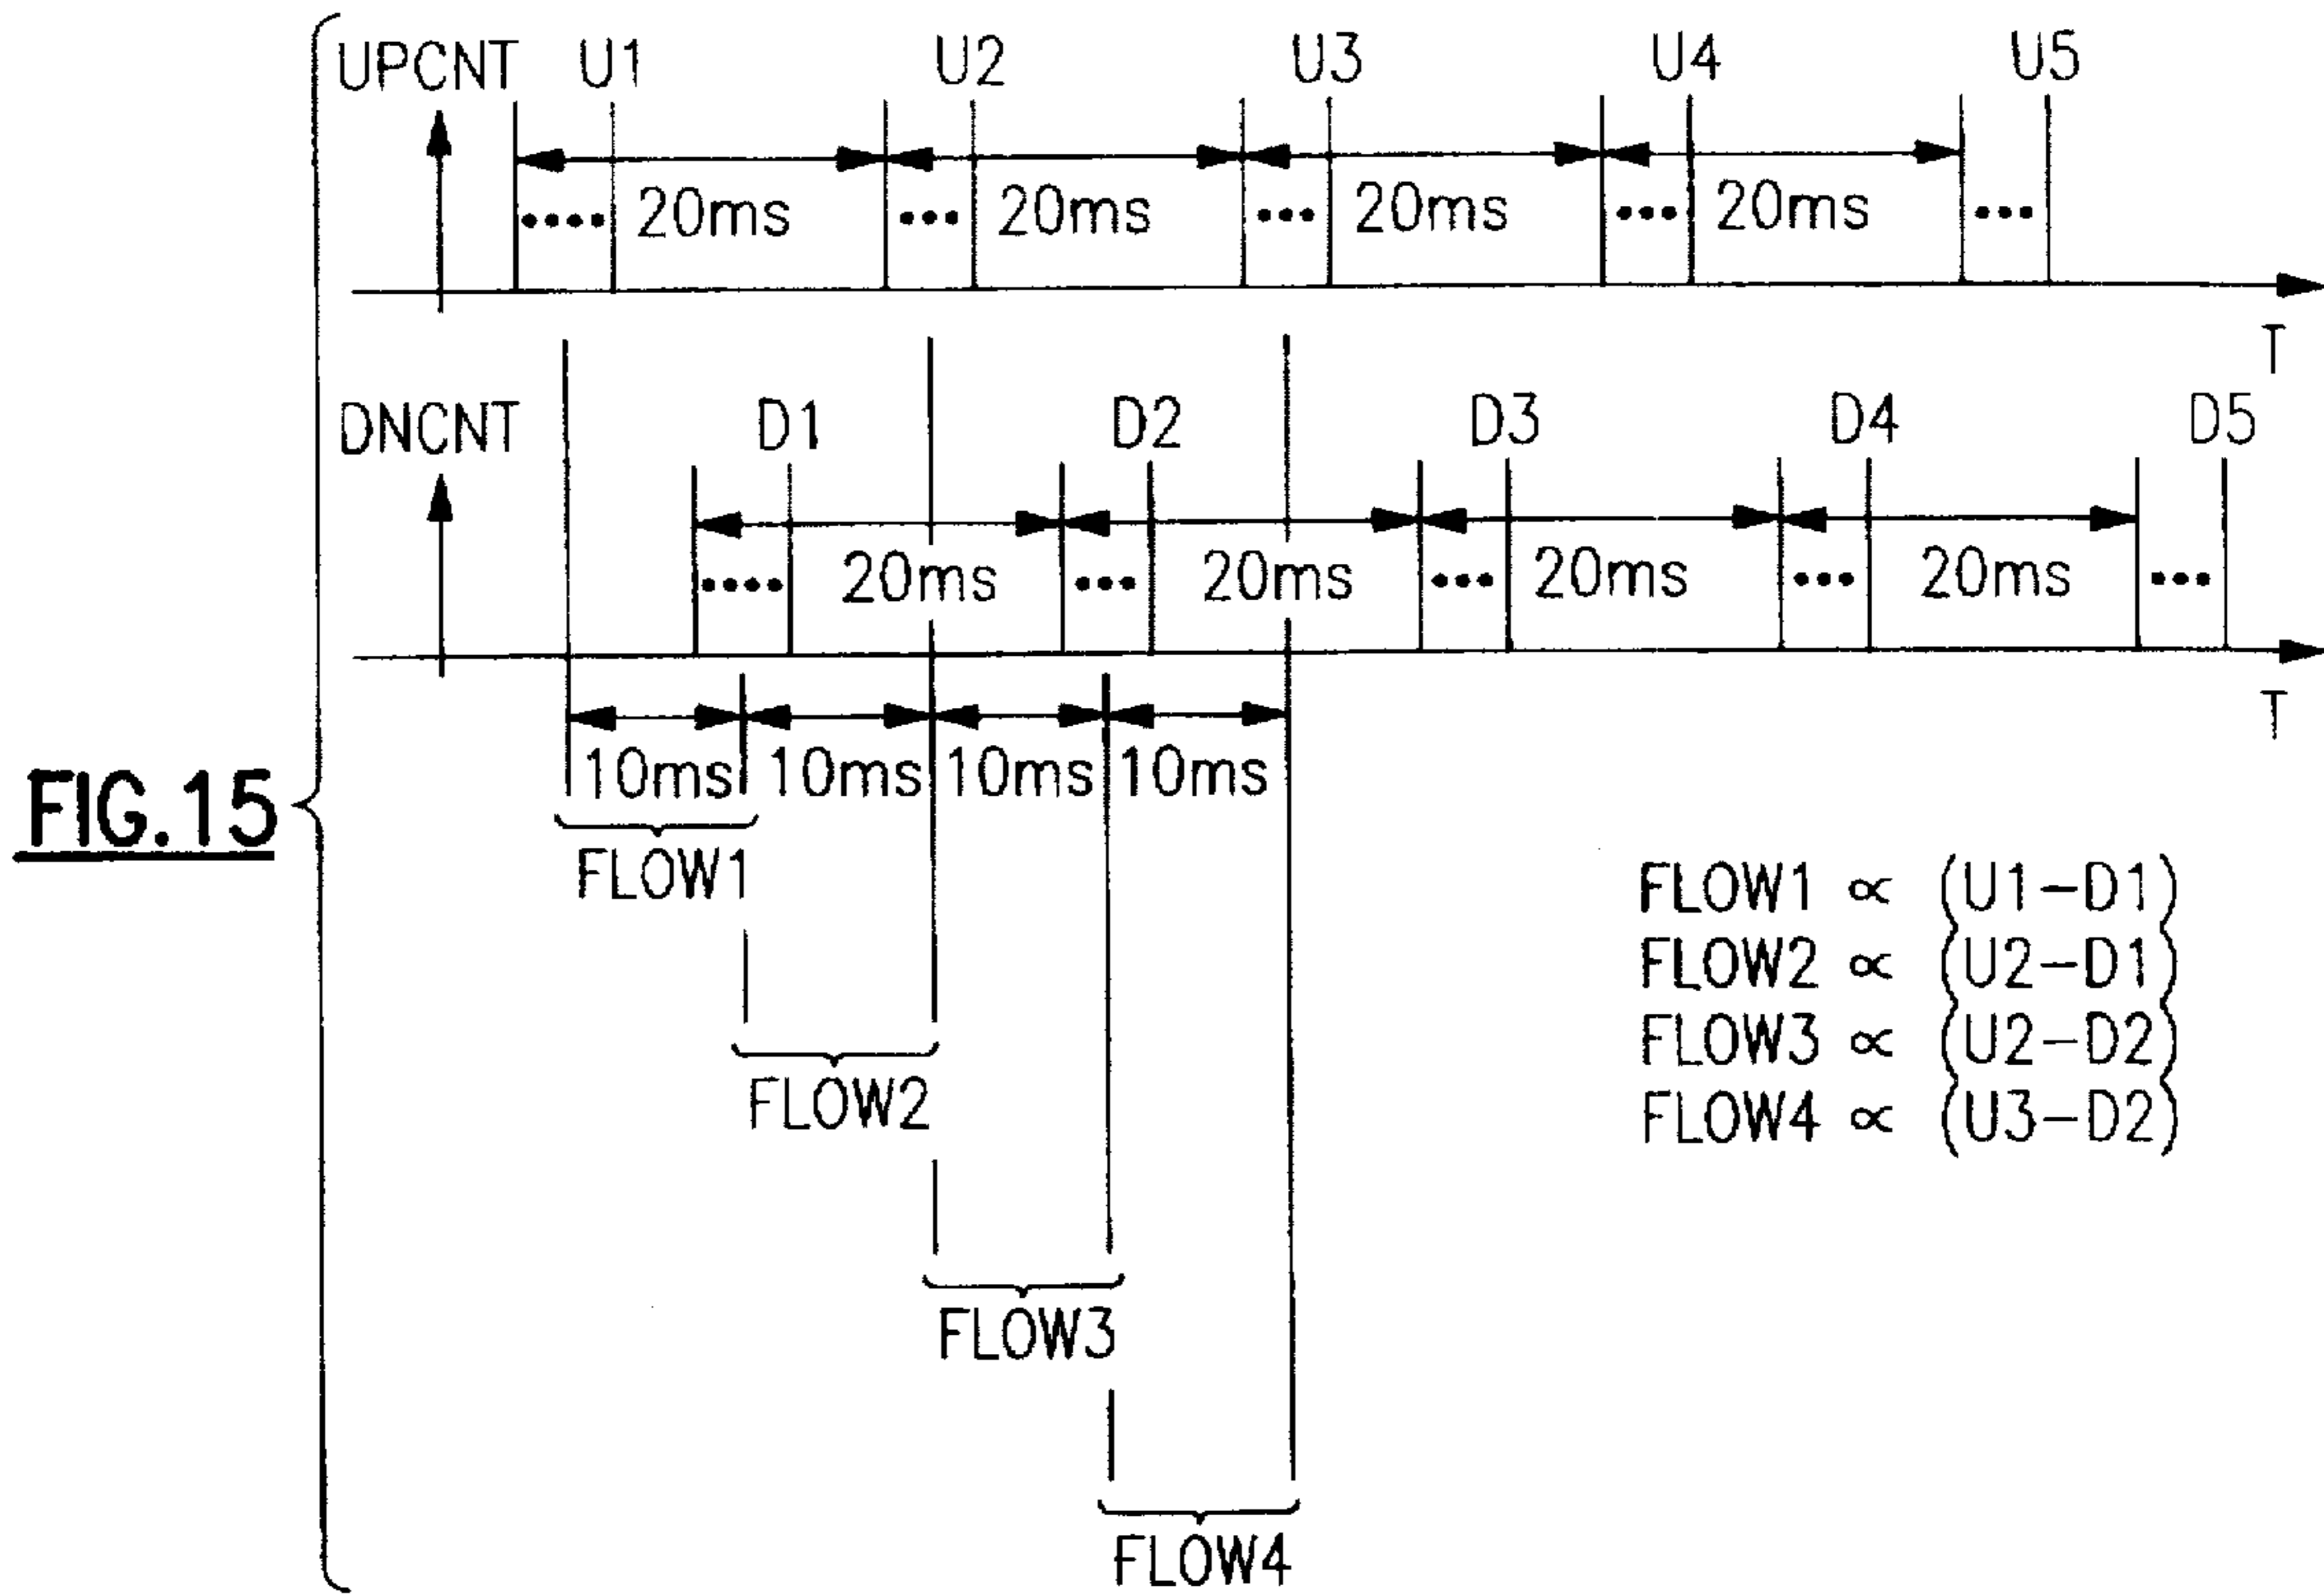 UPCNT U1 U2 U3 U4 U5
20ms 20ms 20ms 20ms
•••• ••• ••• ••• •••
T
DNCNT D1 D2 D3 D4 D5
20ms 20ms 20ms 20ms
•••• ••• ••• ••• •••
T
10ms 10ms 10ms 10ms
FIG.15
FLOW1
FLOW2
FLOW3
FLOW4
FLOW1 ∝ (U1-D1)
FLOW2 ∝ (U2-D1)
FLOW3 ∝ (U2-D2)
FLOW4 ∝ (U3-D2)